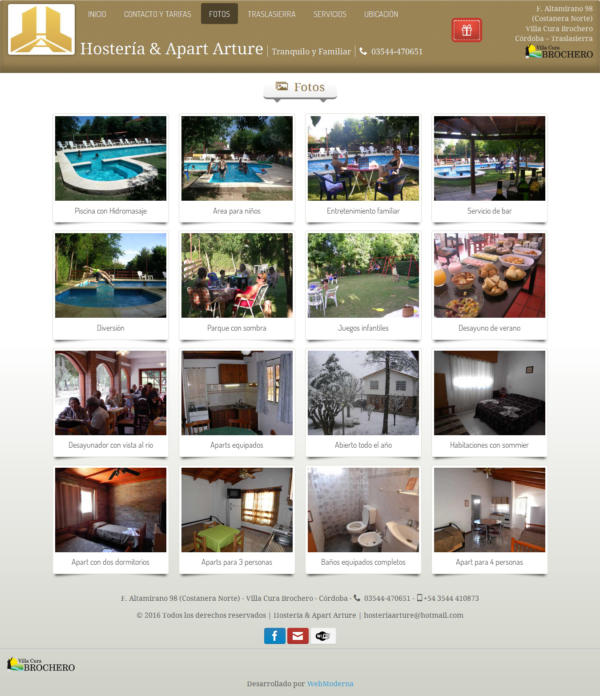 INICIO CONTACTO Y TARIFAS FOTOS TRASLASIERRA SERVICIOS UBICACIÓN
Hostería & Apart Arture | Tranquilo y Familiar | 03544-470651
F. Altamirano 98
(Costanera Norte)
Villa Cura Brochero
Córdoba - Traslasierra
Villa Cura
BROCHERO
Fotos
Piscina con Hidromasaje
Area para niños
Entretenimiento familiar
Servicio de bar
Diversión
Parque con sombra
Juegos infantiles
Desayuno de verano
Desayunador con vista al río
Aparts equipados
Abierto todo el año
Habitaciones con sommier
Apart con dos dormitorios
Aparts para 3 personas
Baños equipados completos
Apart para 4 personas
F. Altamirano 98 (Costanera Norte) - Villa Cura Brochero - Córdoba - 03544-470651 - +54 3544 410873
© 2016 Todos los derechos reservados | Hostería & Apart Arture | hosteriaarture@hotmail.com
Villa Cura
BROCHERO
Desarrollado por WebModerna